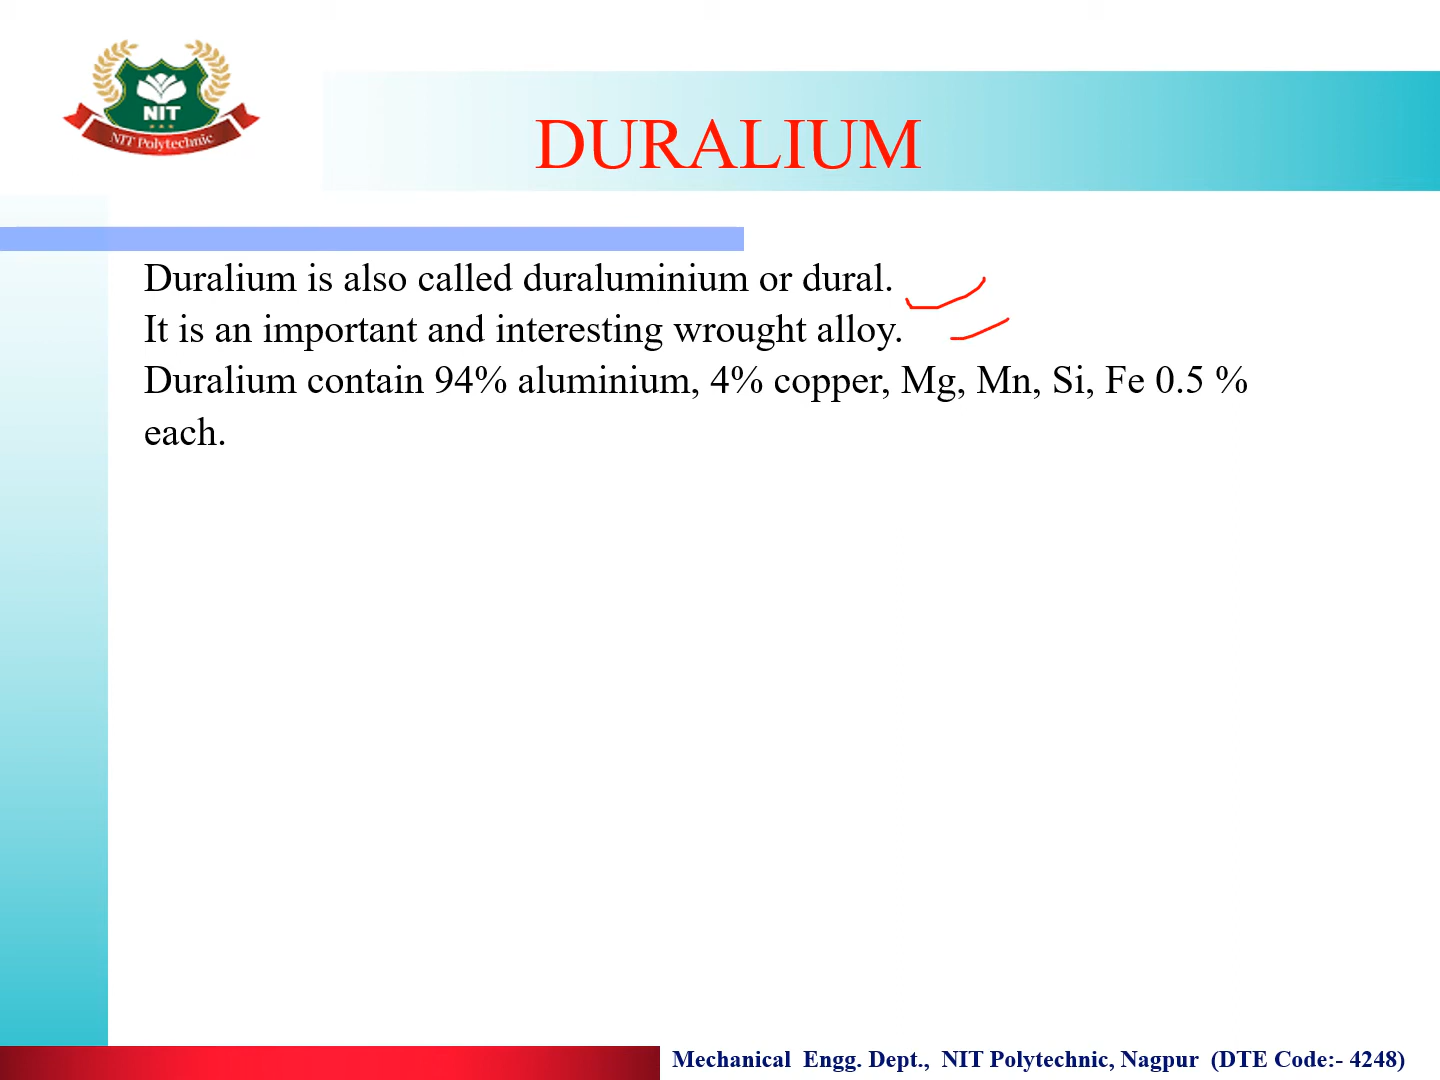 NIT
NIT Polytechnic
DURALIUM
Duralium is also called duraluminium or dural.
It is an important and interesting wrought alloy.
Duralium contain 94% aluminium, 4% copper, Mg, Mn, Si, Fe 0.5 %
each.
Mechanical Engg. Dept., NIT Polytechnic, Nagpur (DTE Code:- 4248)